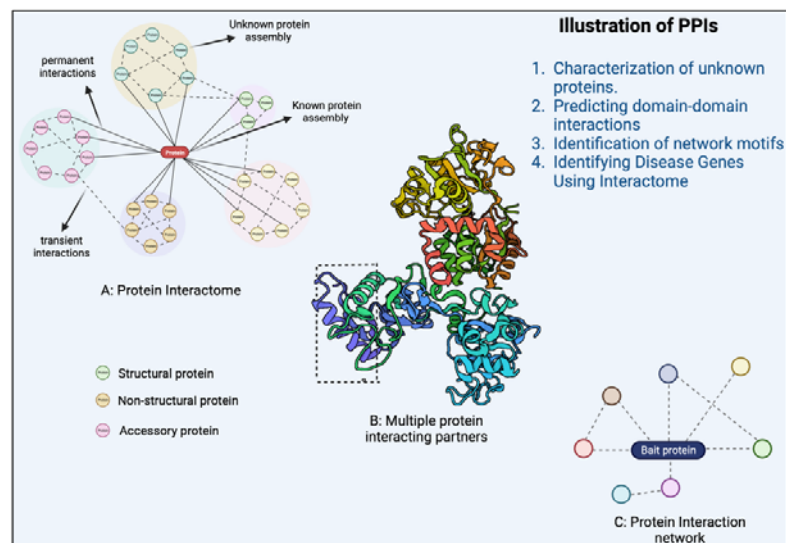 Illustration of PPIs
Unknown protein
assembly
permanent
interactions
Known protein
assembly
Protein
transient
interactions
A: Protein Interactome
Structural protein
Non-structural protein
Accessory protein
1. Characterization of unknown
proteins.
2. Predicting domain-domain
interactions
3. Identification of network motifs
4. Identifying Disease Genes
Using Interactome
B: Multiple protein
interacting partners
Bait protein
C: Protein Interaction
network